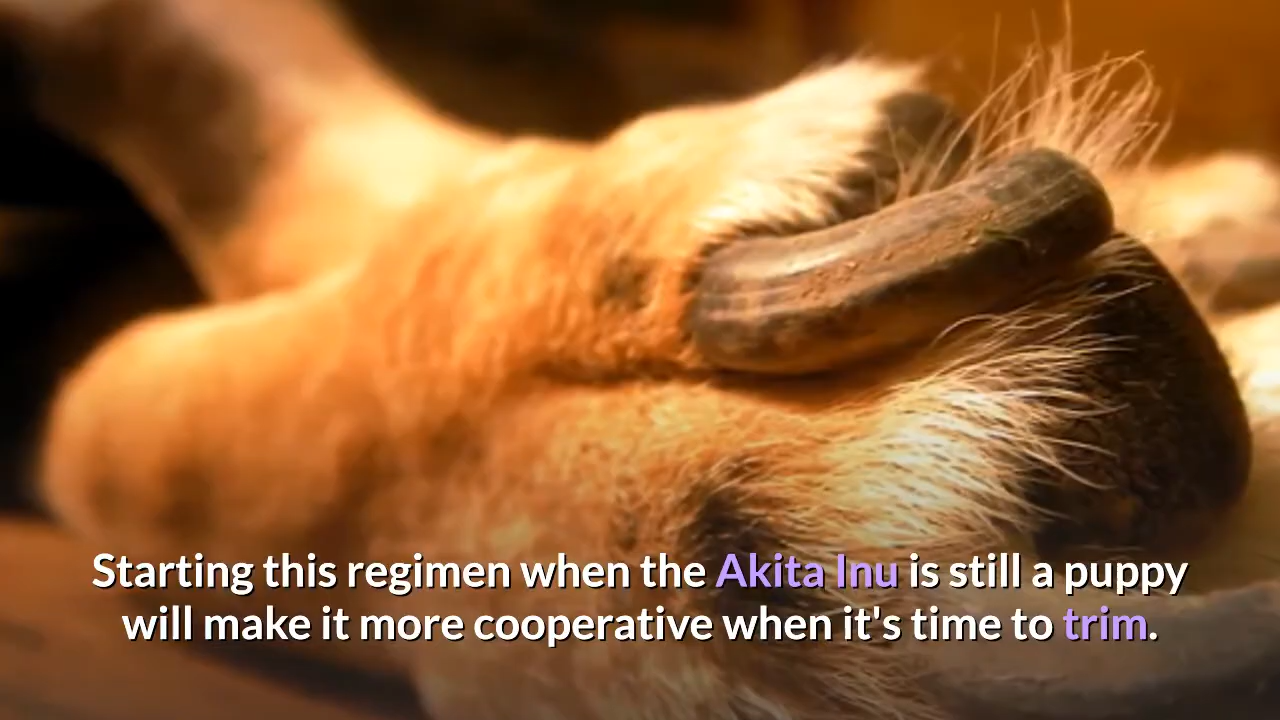 Starting this regimen when the Akita Inu is still a puppy
will make it more cooperative when it's time to trim.